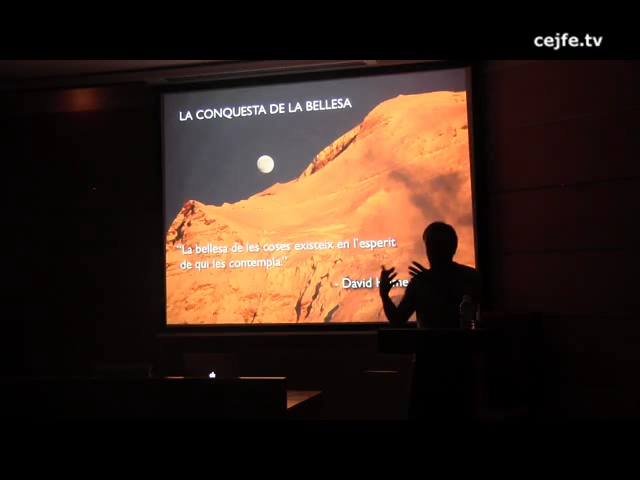 cejfe.tv
LA CONQUESTA DE LA BELLESA
"La bellesa de les coses existeix en l'esperit
de qui les contempla."
- David